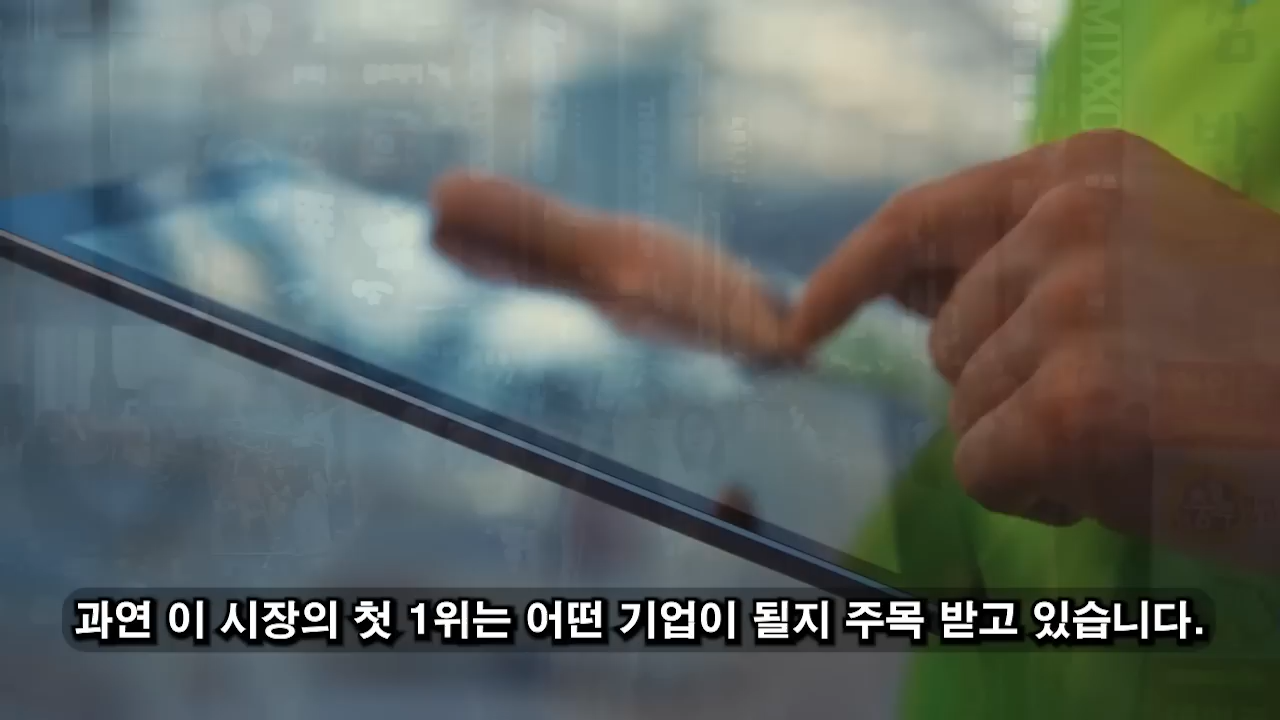 과연 이 시장의 첫 1위는 어떤 기업이 될지 주목 받고 있습니다.